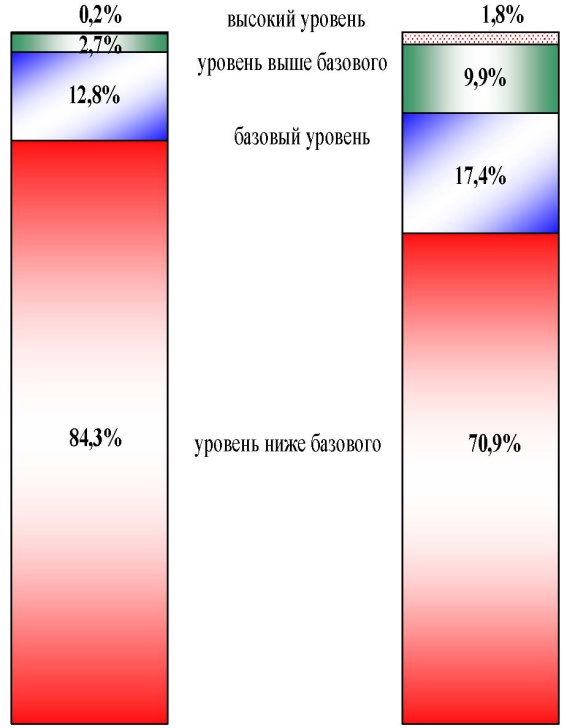 0,2%
высокий уровень
1,8%
2,7%
уровень выше базового
9,9%
12,8%
базовый уровень
17,4%
84,3%
уровень ниже базового
70,9%